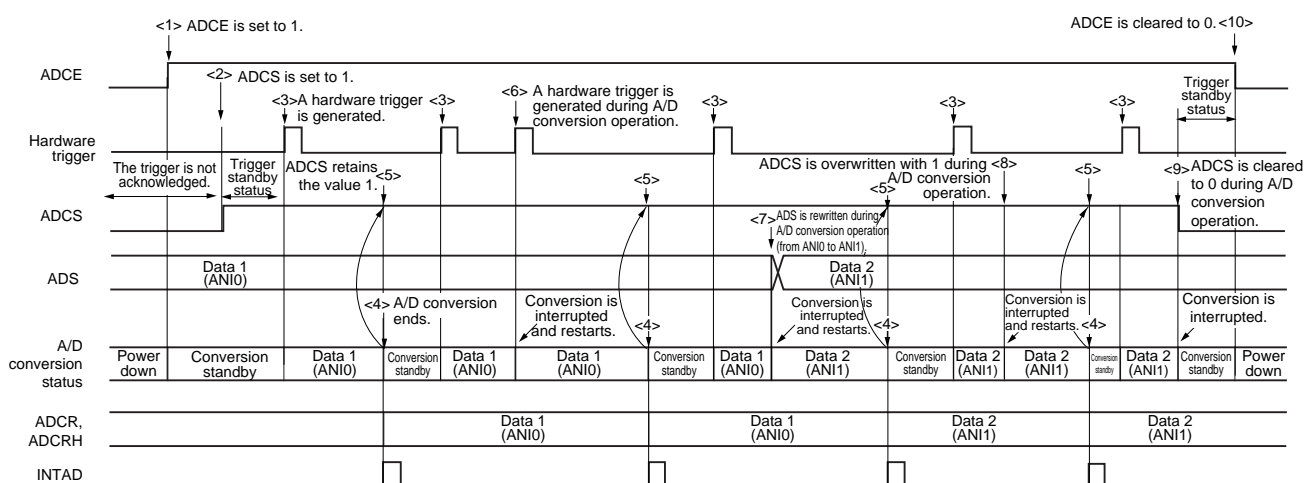 <1> ADCE is set to 1.
ADCE is cleared to 0. <10>
ADCE
<2> ADCS is set to 1.
<3> A hardware trigger
is generated.
<3>
<6> A hardware trigger is
generated during A/D
conversion operation.
<3>
<3>
<3>
Trigger
standby
status
Hardware
trigger
The trigger is not
acknowledged.
Trigger
standby
status
ADCS retains
the value 1.
<5>
<5>
ADCS is overwritten with 1 during <8>
A/D conversion
operation.
<5>
<5>
<9> ADCS is cleared
to 0 during A/D
conversion
operation.
ADCS
<7> ADS is rewritten during
A/D conversion operation
(from ANI0 to ANI1).
ADS
Data 1
(ANI0)
Data 2
(ANI1)
<4> A/D conversion
ends.
Conversion is
interrupted
and restarts.
<4>
Conversion is
interrupted
and restarts.
<4>
Conversion is
interrupted
and restarts.
<4>
Conversion is
interrupted.
A/D
conversion
status
Power
down
Conversion
standby
Data 1
(ANI0)
Conversion
standby
Data 1
(ANI0)
Data 1
(ANI0)
Conversion
standby
Data 1
(ANI0)
Data 2
(ANI1)
Conversion
standby
Data 2
(ANI1)
Data 2
(ANI1)
Conversion
standby
Data 2
(ANI1)
Conversion
standby
Power
down
ADCR,
ADCRH
Data 1
(ANI0)
Data 1
(ANI0)
Data 2
(ANI1)
Data 2
(ANI1)
INTAD